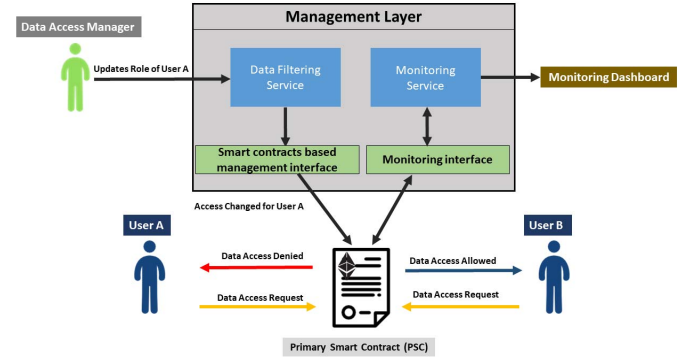 Management Layer
Data Access Manager
Updates Role of User A
Data Filtering
Service
Monitoring
Service
Monitoring Dashboard
Smart contracts based
management interface
Monitoring interface
Access Changed for User A
User A
User B
Data Access Denied
Data Access Allowed
Data Access Request
Data Access Request
Primary Smart Contract (PSC)